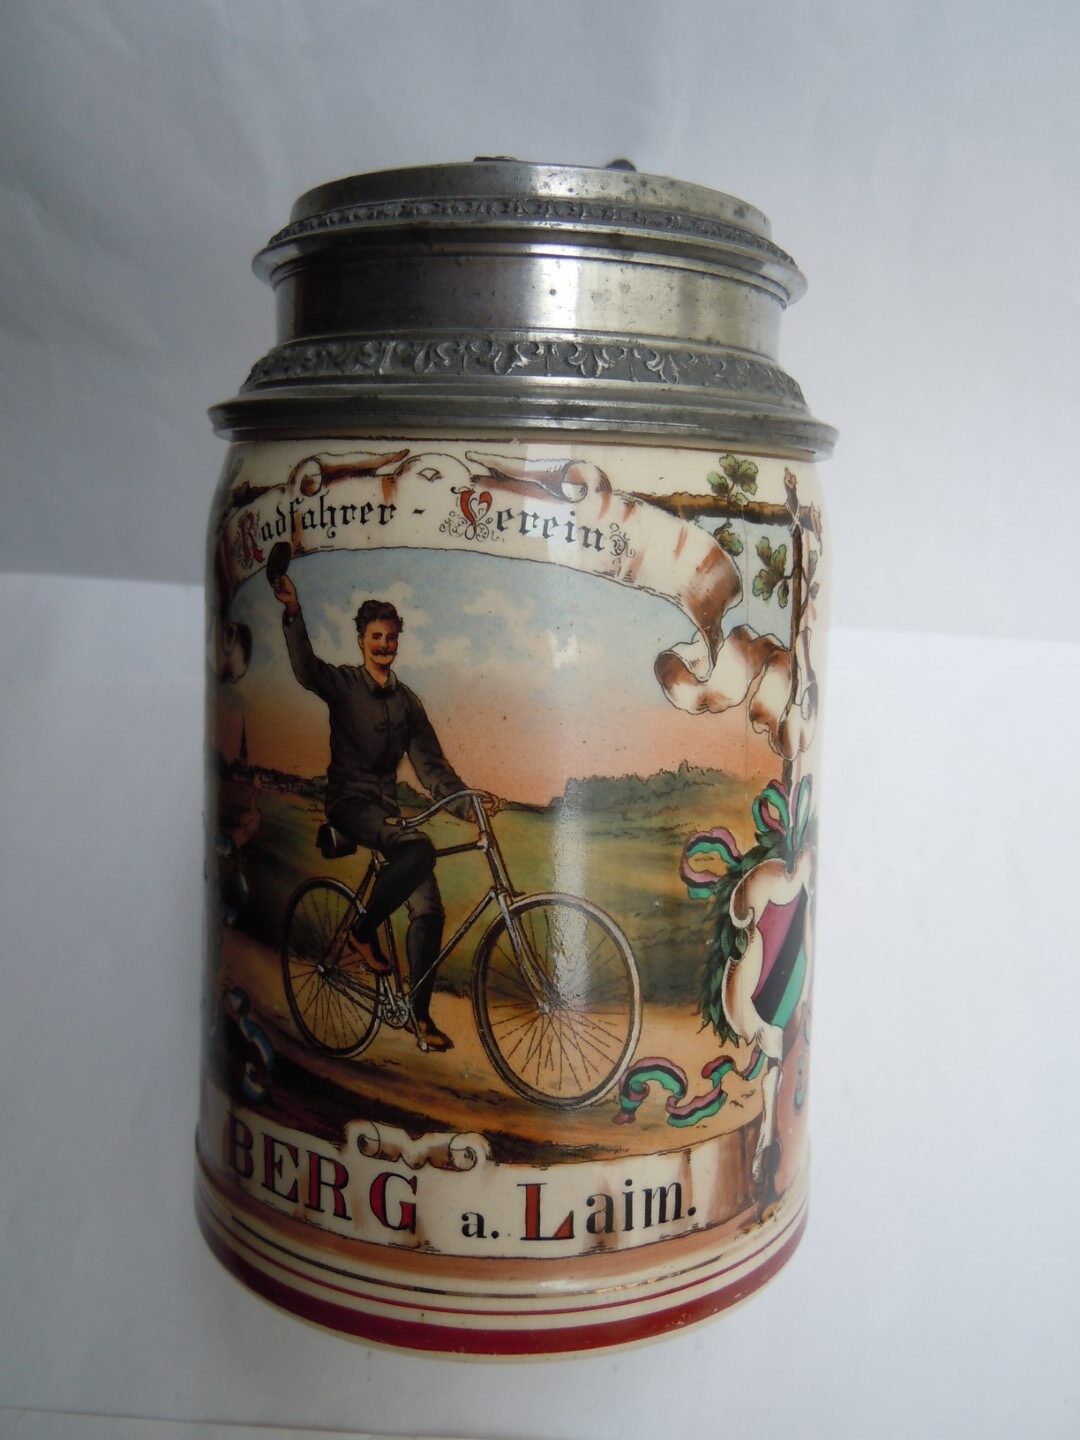 Radfahrer - Verein
BERG a. Laim.